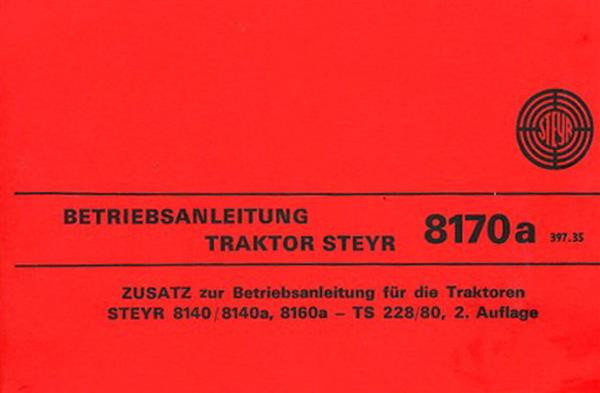 STEYR
BETRIEBSANLEITUNG
TRAKTOR STEYR 8170a 397.35
ZUSATZ zur Betriebsanleitung für die Traktoren
STEYR 8140/8140a, 8160a – TS 228/80, 2. Auflage